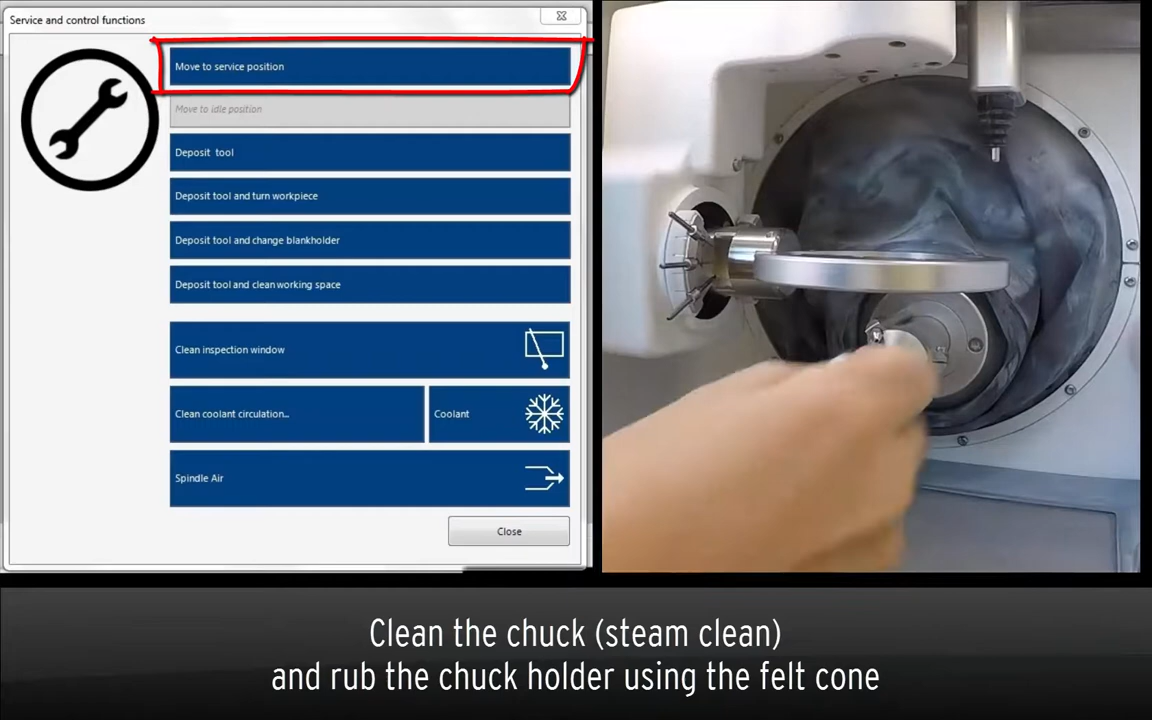 Service and control functions
Move to service position
Move to idle position
Deposit tool
Deposit tool and turn workpiece
Deposit tool and change blankholder
Deposit tool and clean working space
Clean inspection window
Clean coolant circulation...
Coolant
Spindle Air
Close
Clean the chuck (steam clean)
and rub the chuck holder using the felt cone